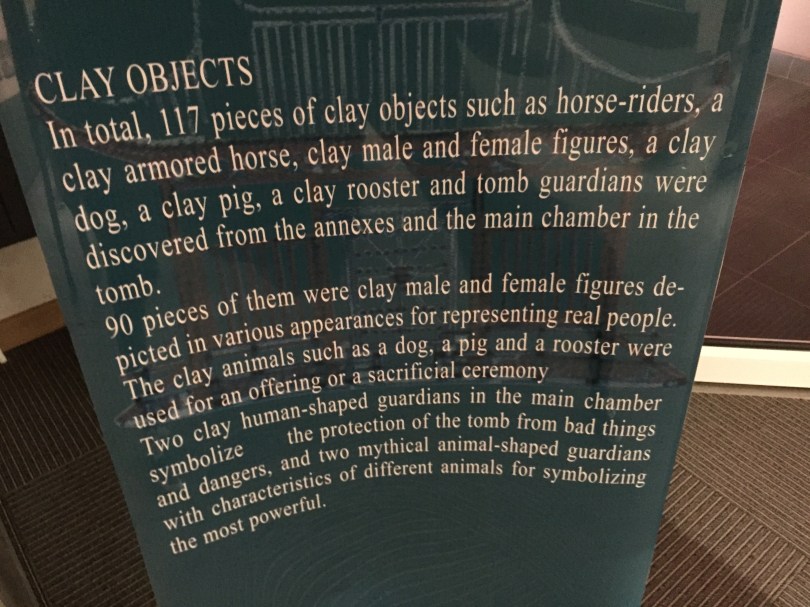 CLAY OBJECTS
In total, 117 pieces of clay objects such as horse-riders, a
clay armored horse, clay male and female figures, a clay
dog, a clay pig, a clay rooster and tomb guardians were
discovered from the annexes and the main chamber in the
tomb.
90 pieces of them were clay male and female figures de-
picted in various appearances for representing real people.
The clay animals such as a dog, a pig and a rooster were
used for an offering or a sacrificial ceremony
Two clay human-shaped guardians in the main chamber
symbolize the protection of the tomb from bad things
and dangers, and two mythical animal-shaped guardians
with characteristics of different animals for symbolizing
the most powerful.